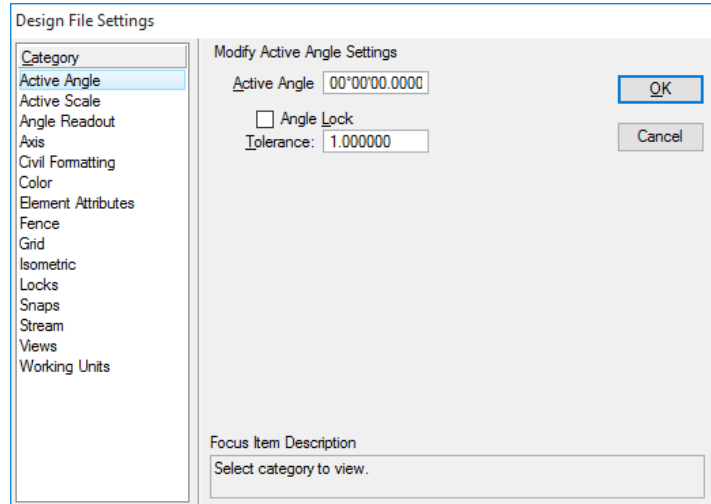 Design File Settings
Category
Active Angle
Active Scale
Angle Readout
Axis
Civil Formatting
Color
Element Attributes
Fence
Grid
Isometric
Locks
Snaps
Stream
Views
Working Units
Modify Active Angle Settings
Active Angle 00°00'00.0000
Angle Lock
Tolerance: 1.000000
OK
Cancel
Focus Item Description
Select category to view.